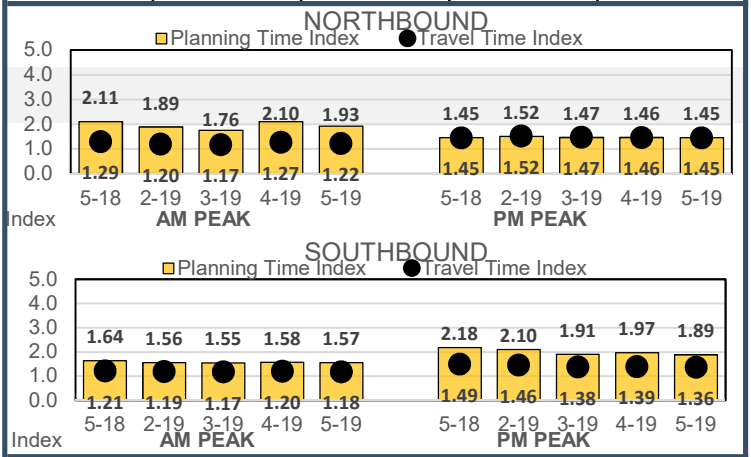 NORTHBOUND
Planning Time Index Travel Time Index
5.0
4.0
3.0
2.0
1.0
0.0
2.11 1.89 1.76 2.10 1.93 1.45 1.52 1.47 1.46 1.45
1.29 1.20 1.17 1.27 1.22 1.45 1.52 1.47 1.46 1.45
5-18 2-19 3-19 4-19 5-19 5-18 2-19 3-19 4-19 5-19
Index AM PEAK PM PEAK
SOUTHBOUND
Planning Time Index Travel Time Index
5.0
4.0
3.0
2.0
1.0
0.0
1.64 1.56 1.55 1.58 1.57 2.18 2.10 1.91 1.97 1.89
1.21 1.19 1.17 1.20 1.18 1.49 1.46 1.38 1.39 1.36
5-18 2-19 3-19 4-19 5-19 5-18 2-19 3-19 4-19 5-19
Index AM PEAK PM PEAK